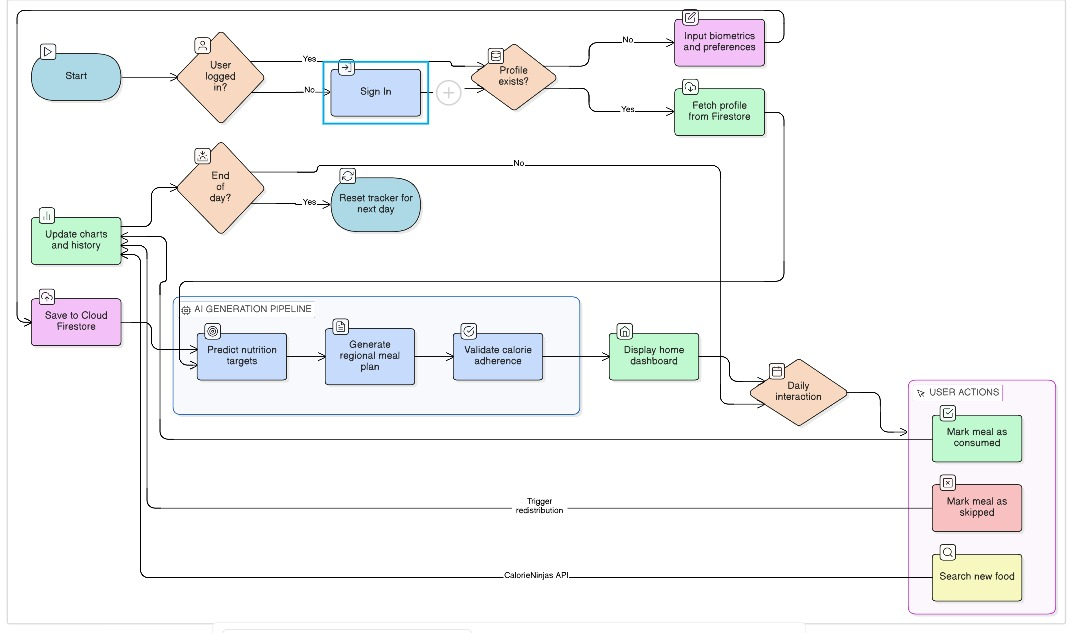 Start
User
logged
in?
Yes
No
Sign In
Profile
exists?
No
Yes
Input biometrics
and preferences
Fetch profile
from Firestore
End
of
day?
No
Yes
Reset tracker for
next day
Update charts
and history
Save to Cloud
Firestore
AI GENERATION PIPELINE
Predict nutrition
targets
Generate
regional meal
plan
Validate calorie
adherence
Display home
dashboard
Daily
interaction
USER ACTIONS
Mark meal as
consumed
Trigger
redistribution
Mark meal as
skipped
CalorieNinjas API
Search new food